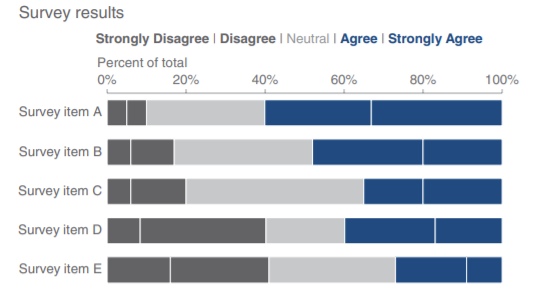 Survey results
Strongly Disagree | Disagree | Neutral | Agree | Strongly Agree
Percent of total
0% 20% 40% 60% 80% 100%
Survey item A
Survey item B
Survey item C
Survey item D
Survey item E